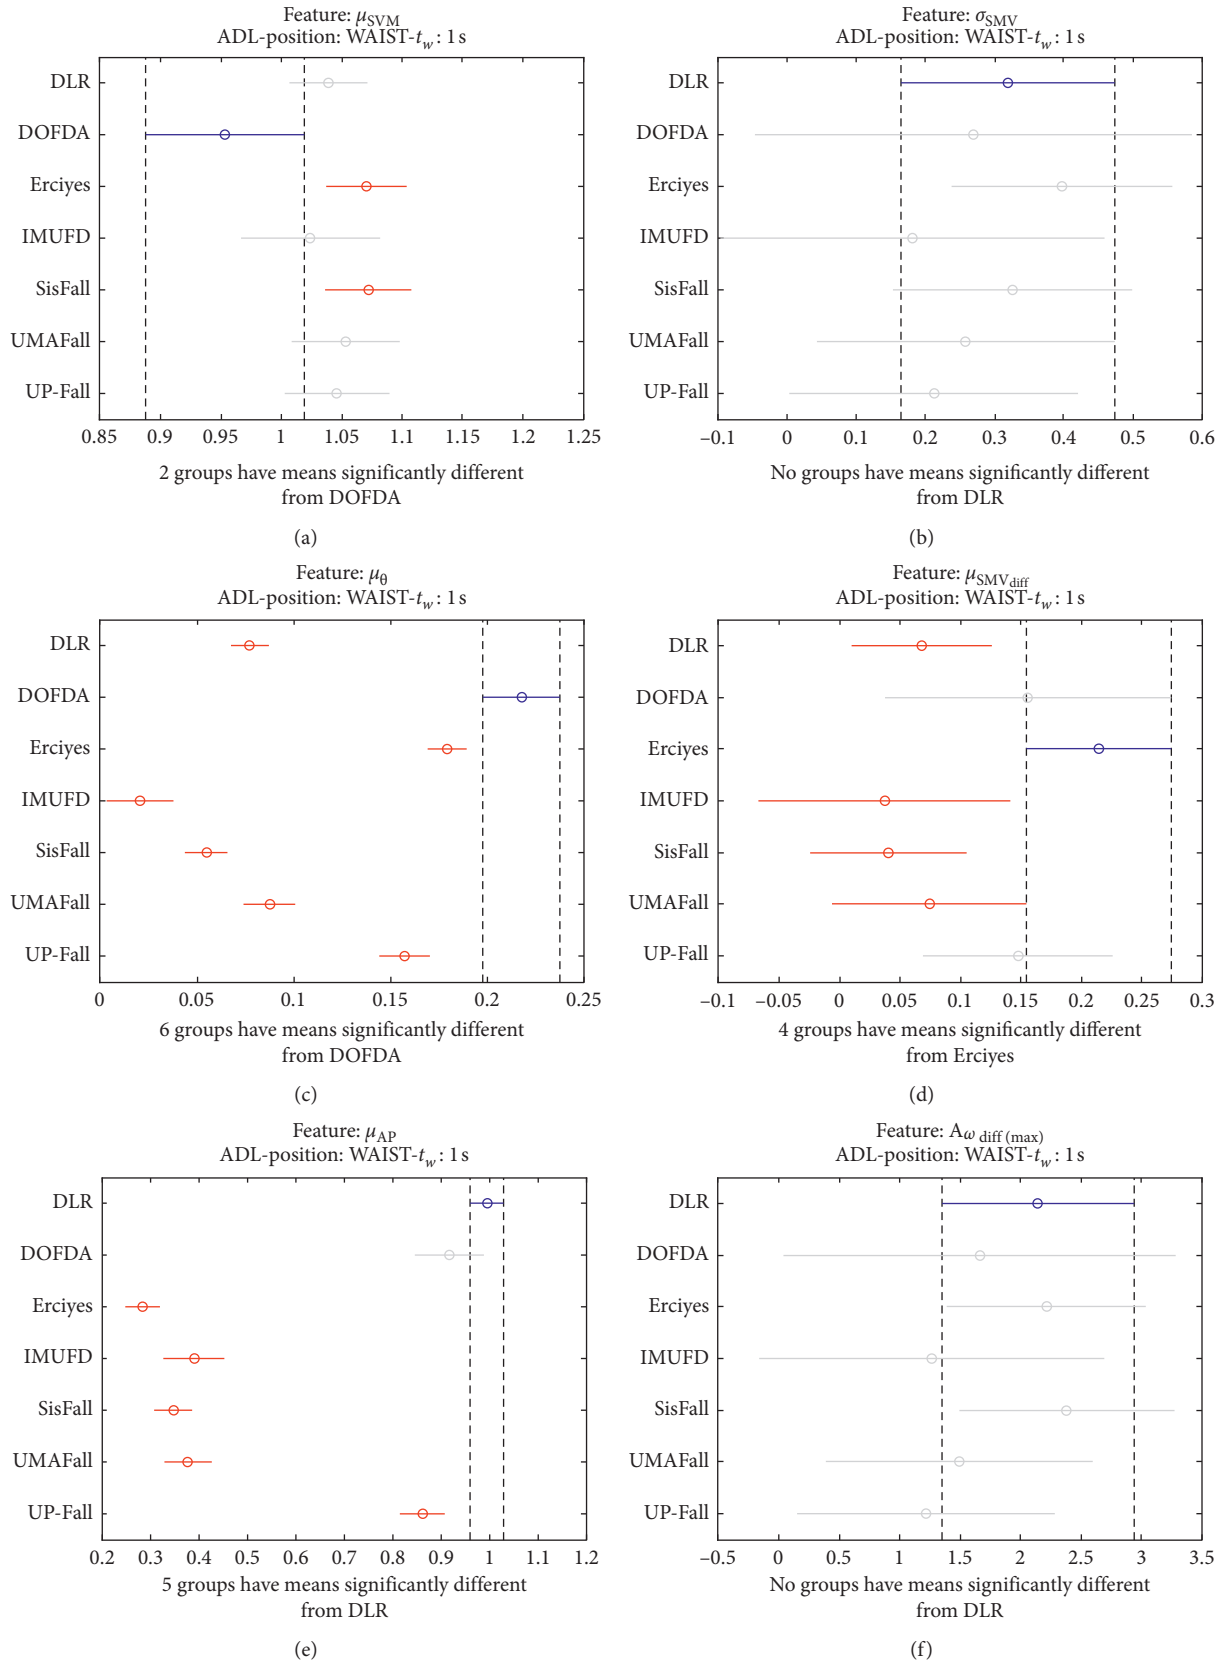 Feature: μSVM
ADL-position: WAIST-tw: 1 s
DLR
DOFDA
Erciyes
IMUFD
SisFall
UMAFall
UP-Fall
0.85 0.9 0.95 1 1.05 1.1 1.15 1.2 1.25
2 groups have means significantly different
from DOFDA
(a)
Feature: σSMV
ADL-position: WAIST-tw: 1 s
DLR
DOFDA
Erciyes
IMUFD
SisFall
UMAFall
UP-Fall
–0.1 0 0.1 0.2 0.3 0.4 0.5 0.6
No groups have means significantly different
from DLR
(b)
Feature: μθ
ADL-position: WAIST-tw: 1 s
DLR
DOFDA
Erciyes
IMUFD
SisFall
UMAFall
UP-Fall
0 0.05 0.1 0.15 0.2 0.25
6 groups have means significantly different
from DOFDA
(c)
Feature: μSMVdiff
ADL-position: WAIST-tw: 1 s
DLR
DOFDA
Erciyes
IMUFD
SisFall
UMAFall
UP-Fall
–0.1 –0.05 0 0.05 0.1 0.15 0.2 0.25 0.3
4 groups have means significantly different
from Erciyes
(d)
Feature: μAP
ADL-position: WAIST-tw: 1 s
DLR
DOFDA
Erciyes
IMUFD
SisFall
UMAFall
UP-Fall
0.2 0.3 0.4 0.5 0.6 0.7 0.8 0.9 1 1.1 1.2
5 groups have means significantly different
from DLR
(e)
Feature: Aω diff (max)
ADL-position: WAIST-tw: 1 s
DLR
DOFDA
Erciyes
IMUFD
SisFall
UMAFall
UP-Fall
–0.5 0 0.5 1 1.5 2 2.5 3 3.5
No groups have means significantly different
from DLR
(f)